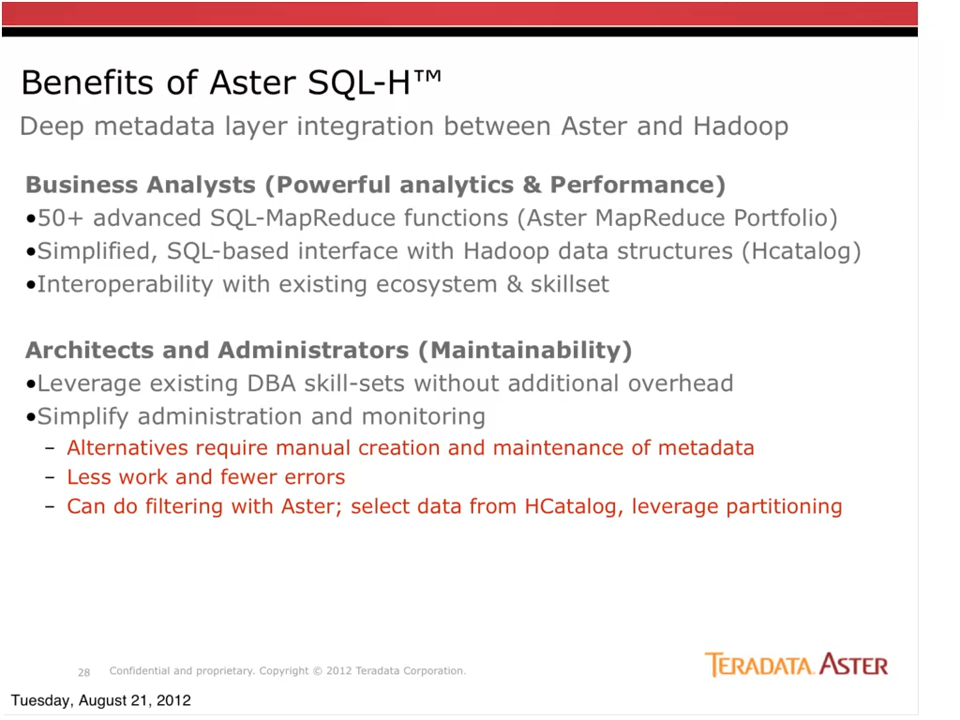 Benefits of Aster SQL-H™
Deep metadata layer integration between Aster and Hadoop
Business Analysts (Powerful analytics & Performance)
•50+ advanced SQL-MapReduce functions (Aster MapReduce Portfolio)
•Simplified, SQL-based interface with Hadoop data structures (Hcatalog)
•Interoperability with existing ecosystem & skillset
Architects and Administrators (Maintainability)
•Leverage existing DBA skill-sets without additional overhead
•Simplify administration and monitoring
– Alternatives require manual creation and maintenance of metadata
– Less work and fewer errors
– Can do filtering with Aster; select data from HCatalog, leverage partitioning
28 Confidential and proprietary. Copyright © 2012 Teradata Corporation.
TERADATA ASTER
Tuesday, August 21, 2012